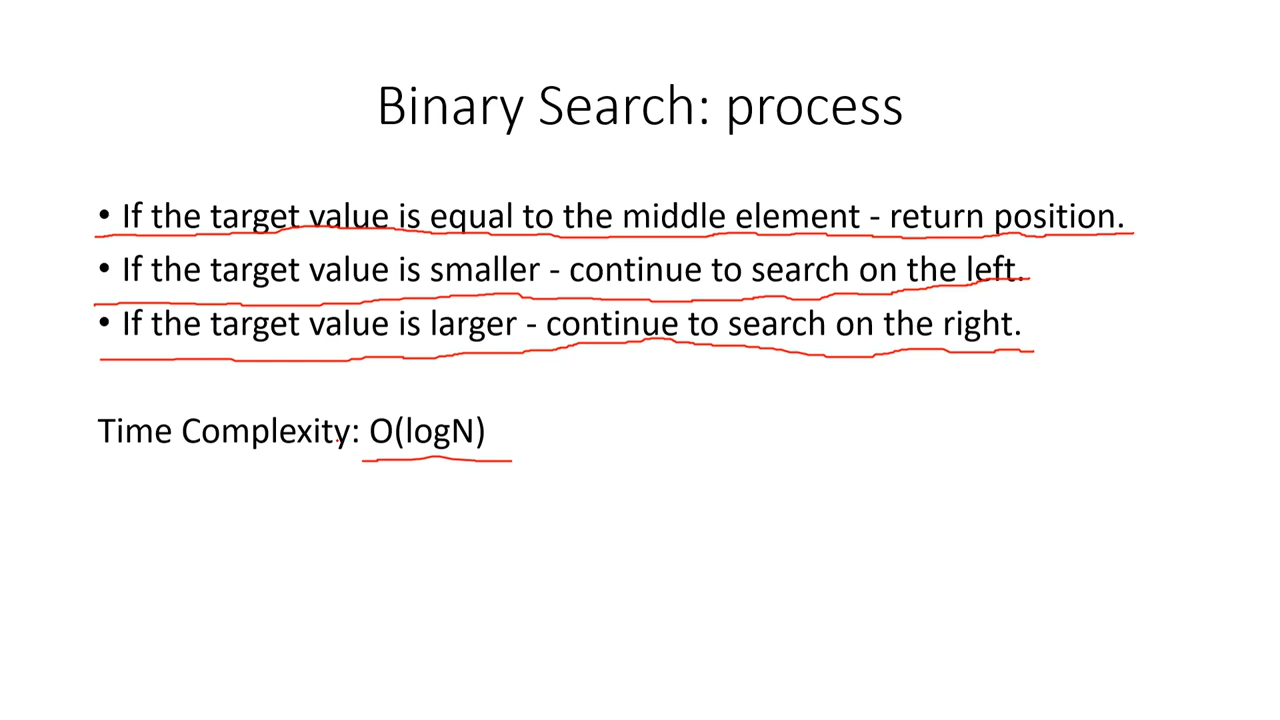 Binary Search: process
• If the target value is equal to the middle element - return position.
• If the target value is smaller - continue to search on the left.
• If the target value is larger - continue to search on the right.
Time Complexity: O(logN)